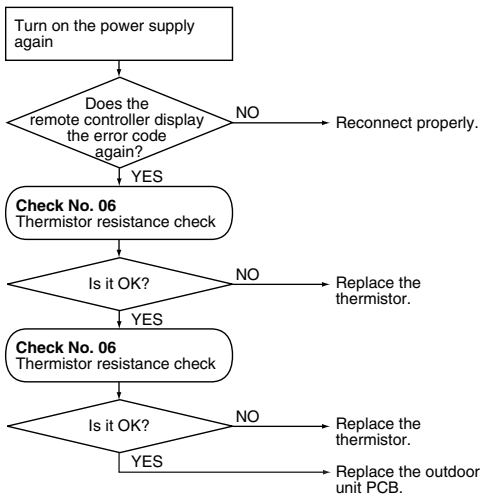 Turn on the power supply
again
Does the
remote controller display
the error code
again?
NO
Reconnect properly.
YES
Check No. 06
Thermistor resistance check
Is it OK?
NO
Replace the
thermistor.
YES
Check No. 06
Thermistor resistance check
Is it OK?
NO
Replace the
thermistor.
YES
Replace the outdoor
unit PCB.